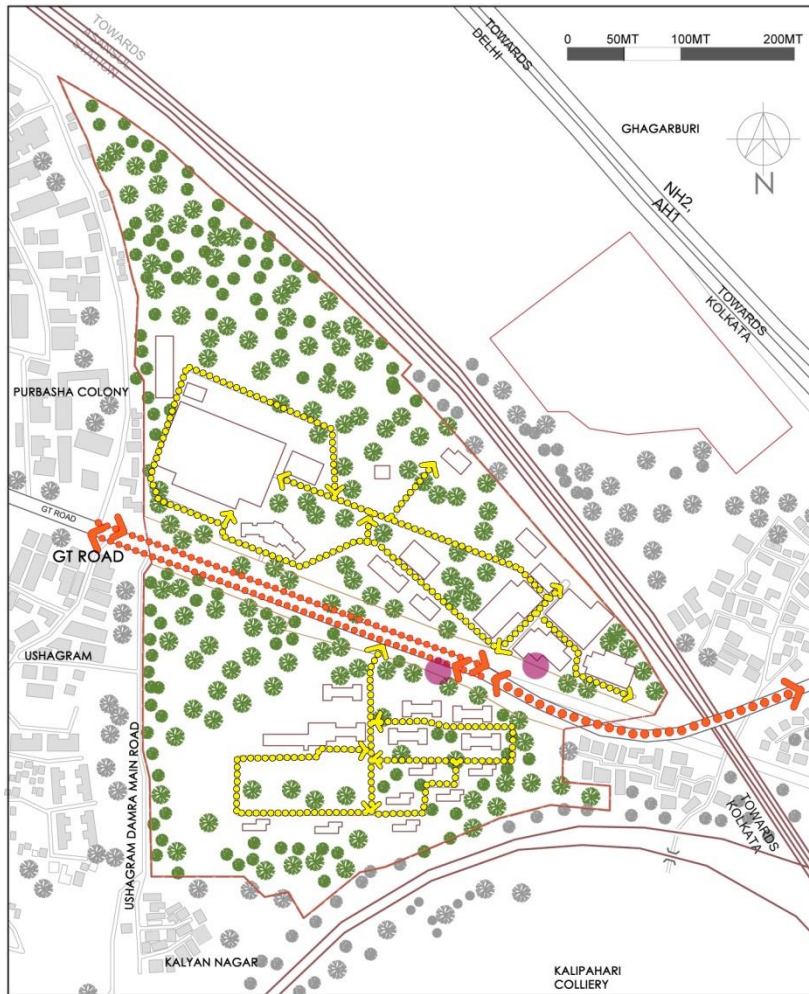 TOWARDS
ASANSOL
STATION
TOWARDS
DELHI
0 50MT 100MT 200MT
GHAGARBURI
N
NH2,
AH1
TOWARDS
KOLKATA
PURBASHA COLONY
GT ROAD
GT ROAD
USHAGRAM
USHAGRAM DAMRA MAIN ROAD
TOWARDS
KOLKATA
KALYAN NAGAR
KALIPAHARI
COLLIERY